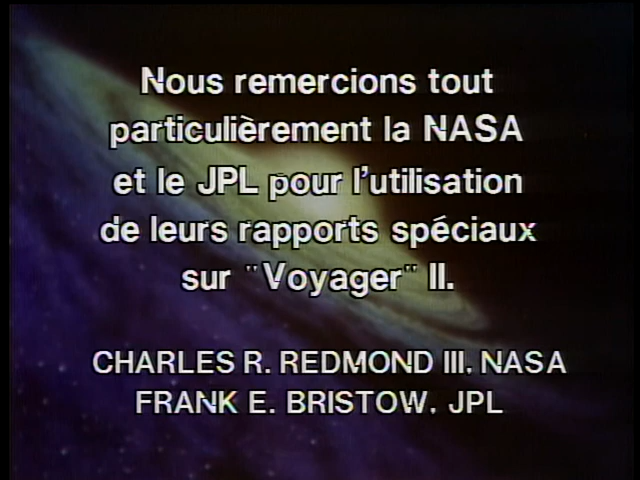 Nous remercions tout
particulièrement la NASA
et le JPL pour l'utilisation
de leurs rapports spéciaux
sur "Voyager" II.
CHARLES R. REDMOND III, NASA
FRANK E. BRISTOW, JPL